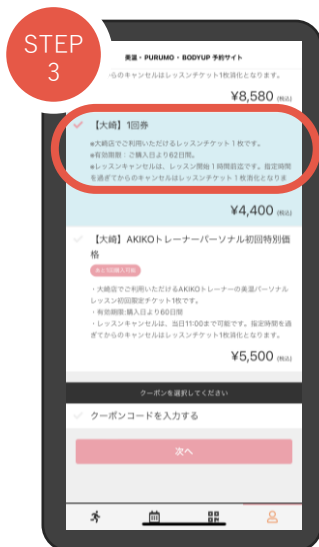 STEP
3
美温・PURUMO・BODYUP 予約サイト
らのキャンセルはレッスンチケット1枚消化となります。
¥8,580 (税込)
【大崎】1回券
●大崎店でご利用いただけるレッスンチケット1枚です。
●有効期限：ご購入日より62日間。
●レッスンキャンセルは、レッスン開始1時間前迄です。指定時間
を過ぎてからのキャンセルはレッスンチケット1枚消化となりま
¥4,400 (税込)
【大崎】AKIKOトレーナーパーソナル初回特別価
格
あと1回購入可能
・大崎店でご利用いただけるAKIKOトレーナーの美温パーソナル
レッスン初回限定チケット1枚です。
・有効期限:購入日より60日間
・レッスンキャンセルは、当日11:00まで可能です。指定時間を過
ぎてからのキャンセルはレッスンチケット1枚消化となります。
¥5,500 (税込)
クーポンを選択してください
クーポンコードを入力する
次へ